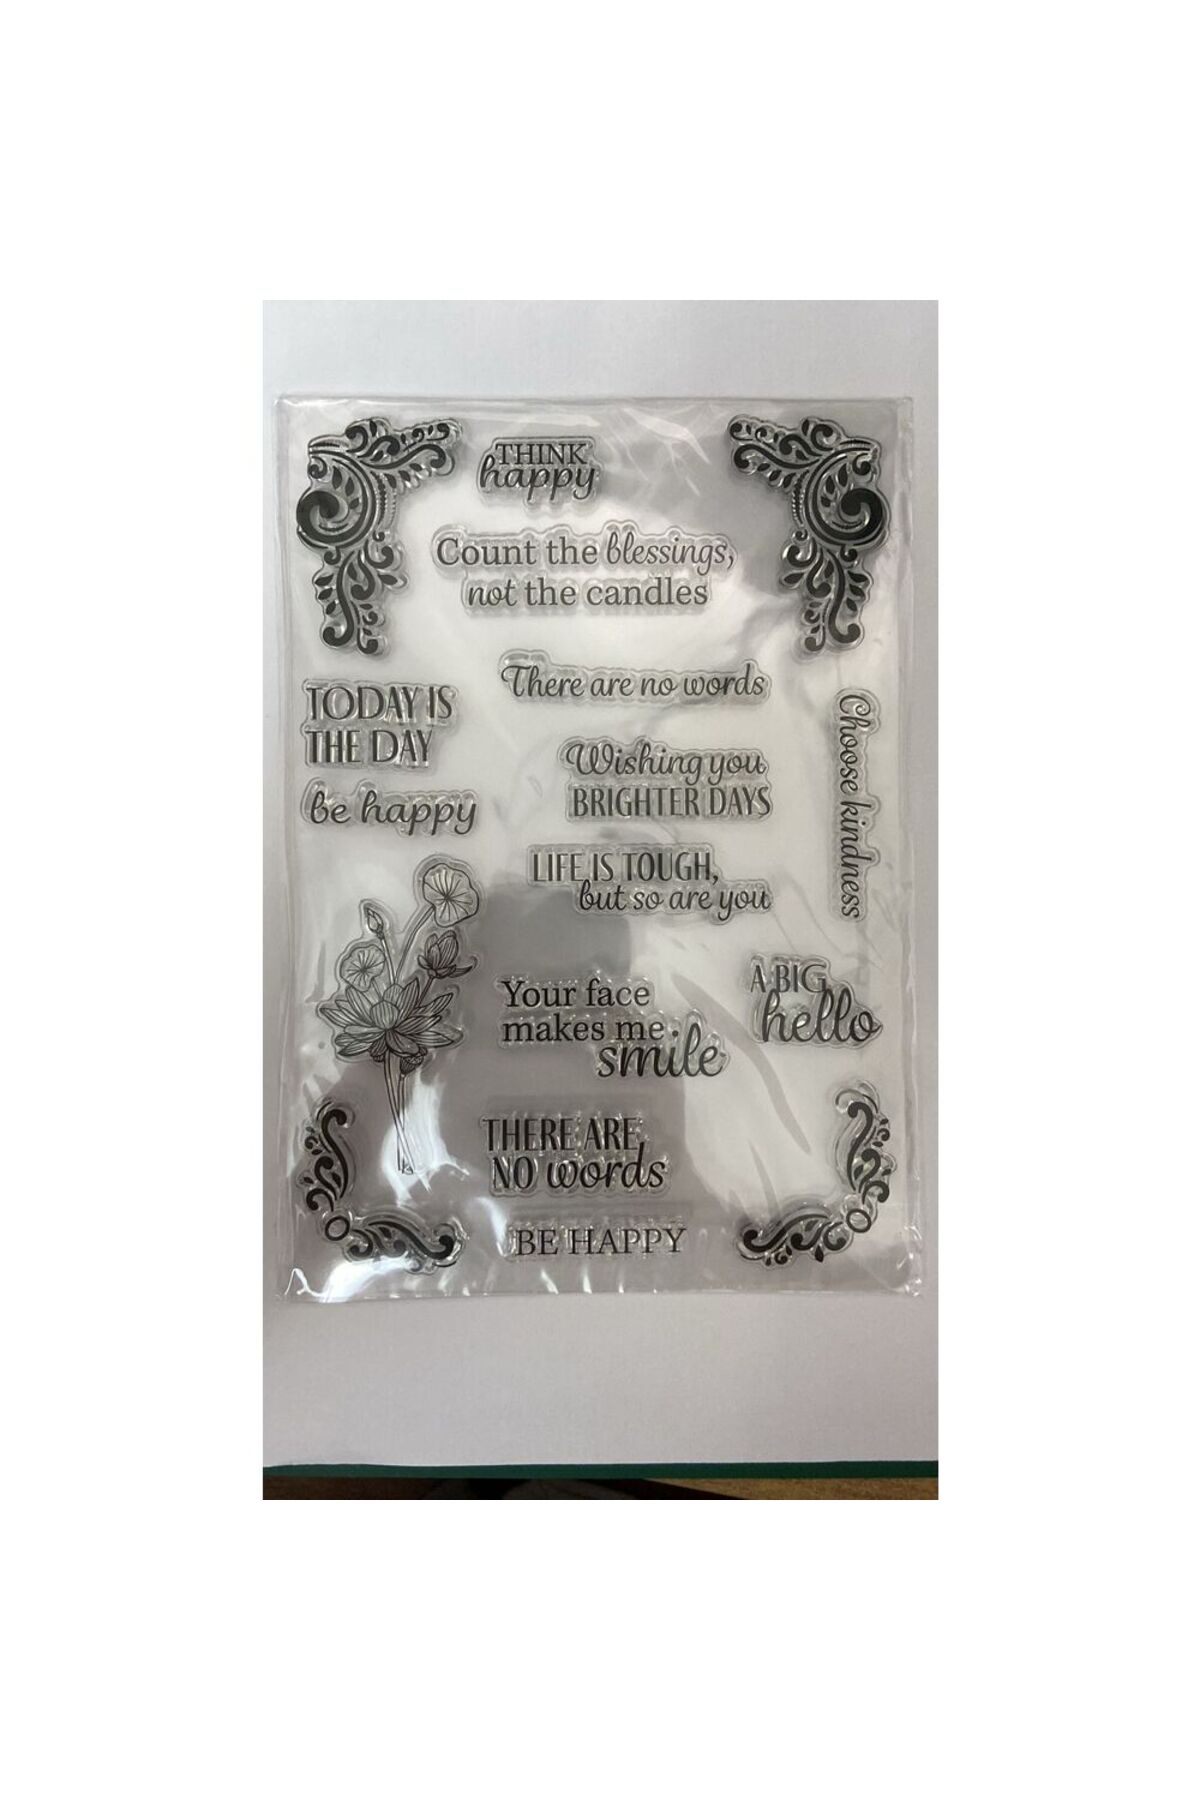 THINK
happy
Count the blessings,
not the candles
There are no words
TODAY IS
THE DAY
be happy
Wishing you
BRIGHTER DAYS
Choose kindness
LIFE IS TOUGH,
but so are you
Your face
makes me
smile
A BIG
hello
THERE ARE
NO words
BE HAPPY